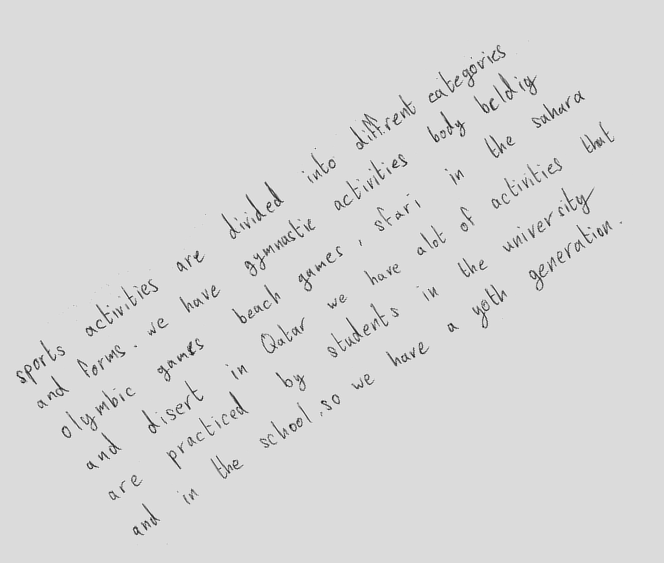 sports activities are divided into diffrent categories
and forms. we have gymnastic activities body beldig
olymbic games beach games, sfari in the sahara
and disert in Qatar we have alot of activities that
are practiced by students in the university
and in the school, so we have a yoth generation.